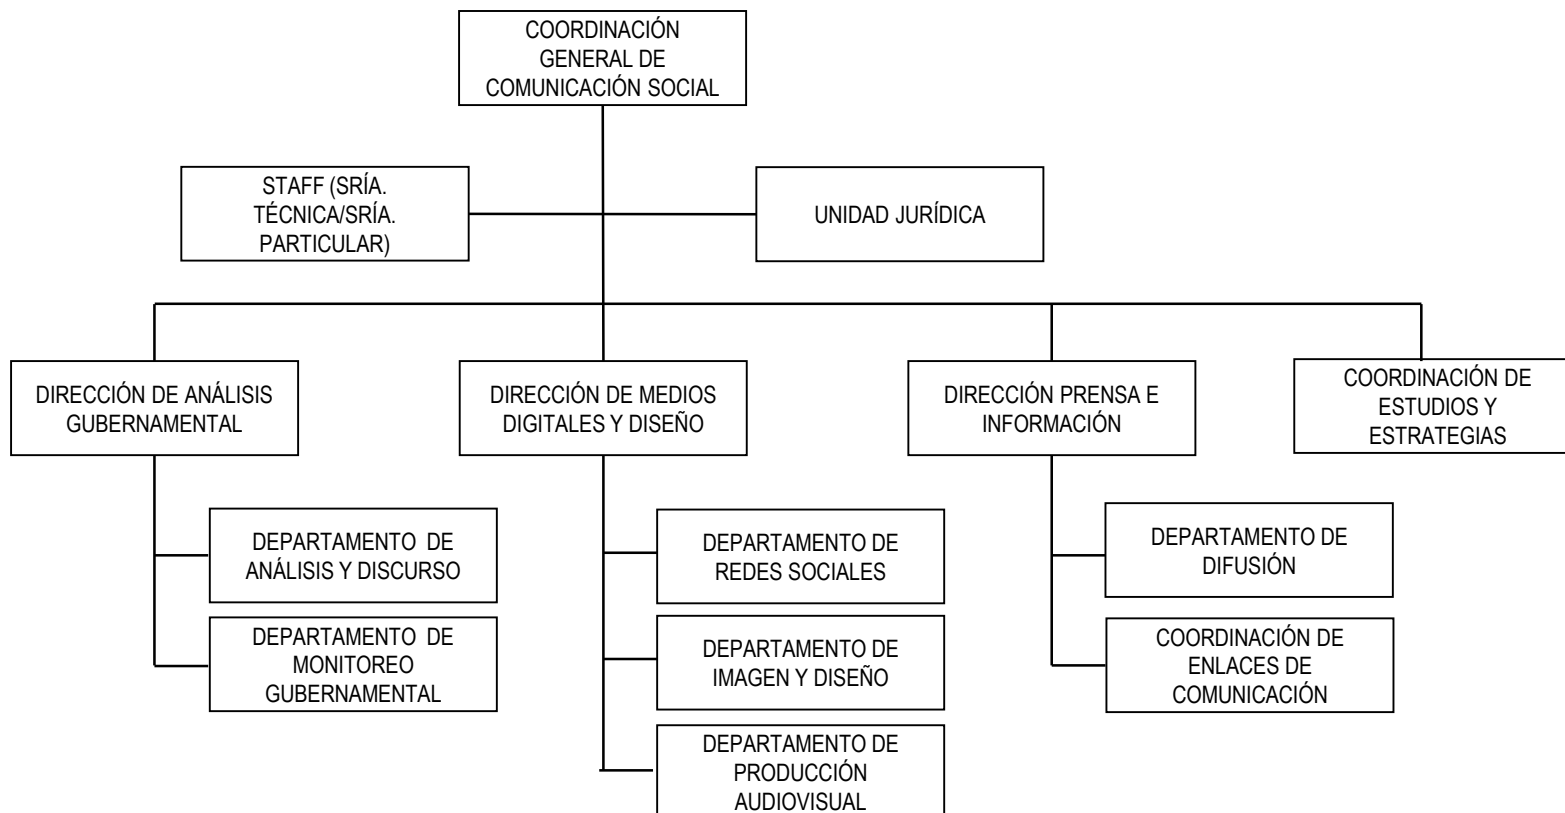 COORDINACIÓN
GENERAL DE
COMUNICACIÓN SOCIAL
STAFF (SRÍA.
TÉCNICA/SRÍA.
PARTICULAR)
UNIDAD JURÍDICA
DIRECCIÓN DE ANÁLISIS
GUBERNAMENTAL
DIRECCIÓN DE MEDIOS
DIGITALES Y DISEÑO
DIRECCIÓN PRENSA E
INFORMACIÓN
COORDINACIÓN DE
ESTUDIOS Y
ESTRATEGIAS
DEPARTAMENTO  DE
ANÁLISIS Y DISCURSO
DEPARTAMENTO  DE
MONITOREO
GUBERNAMENTAL
DEPARTAMENTO DE
REDES SOCIALES
DEPARTAMENTO DE
IMAGEN Y DISEÑO
DEPARTAMENTO DE
PRODUCCIÓN
AUDIOVISUAL
DEPARTAMENTO DE
DIFUSIÓN
COORDINACIÓN DE
ENLACES DE
COMUNICACIÓN